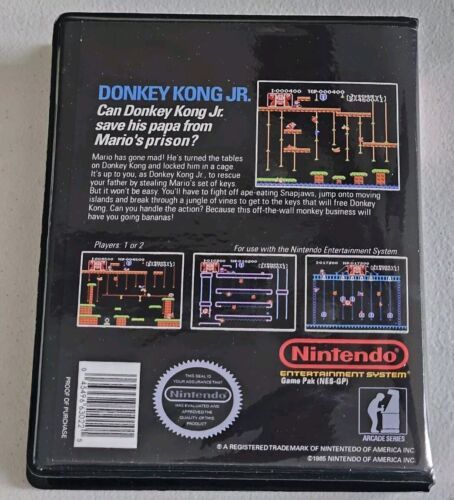 DONKEY KONG JR.
Can Donkey Kong Jr.
save his papa from
Mario's prison?
Mario has gone mad! He's turned the tables
on Donkey Kong and locked him in a cage
It's up to you, as Donkey Kong Jr., to
rescue your father by stealing Mario's set of keys.
But it won't be easy. You'll have to fight off ape-eating Snapjaws, jump onto moving
islands and break through a jungle of vines to get to the keys that will free Donkey
Kong. Can you handle the action? Because this off-the-wall monkey business will
have you going bananas!
Players: 1 or 2
For use with the Nintendo Entertainment System
Nintendo
ENTERTAINMENT SYSTEM
Game Pak (NES-GP)
PROOF OF PURCHASE
THIS SEAL IS
YOUR ASSURANCE THAT
NINTENDO
HAS EVALUATED AND
APPROVED THE
QUALITY OF THIS
PRODUCT
ARCADE SERIES
® A REGISTERED TRADEMARK OF NINTENTEDO OF AMERICA INC
©1985 NINTENDO OF AMERICA INC.